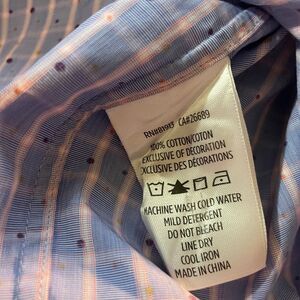 CA#26689
100% COTTON/COTON
EXCLUSIVE OF DECORATION
EXCLUSIVE DES DÉCORATIONS
MACHINE WASH COLD WATER
MILD DETERGENT
DO NOT BLEACH
LINE DRY
COOL IRON
MADE IN CHINA